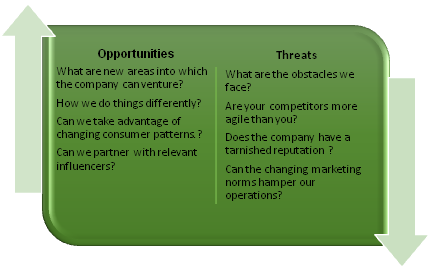 Opportunities
What are new areas into which
the company can venture?
How we do things differently?
Can we take advantage of
changing consumer patterns.?
Can we partner with relevant
influencers?
Threats
What are the obstacles we
face?
Are your competitors more
agile than you?
Does the company have a
tarnished reputation ?
Can the changing marketing
norms hamper our
operations?